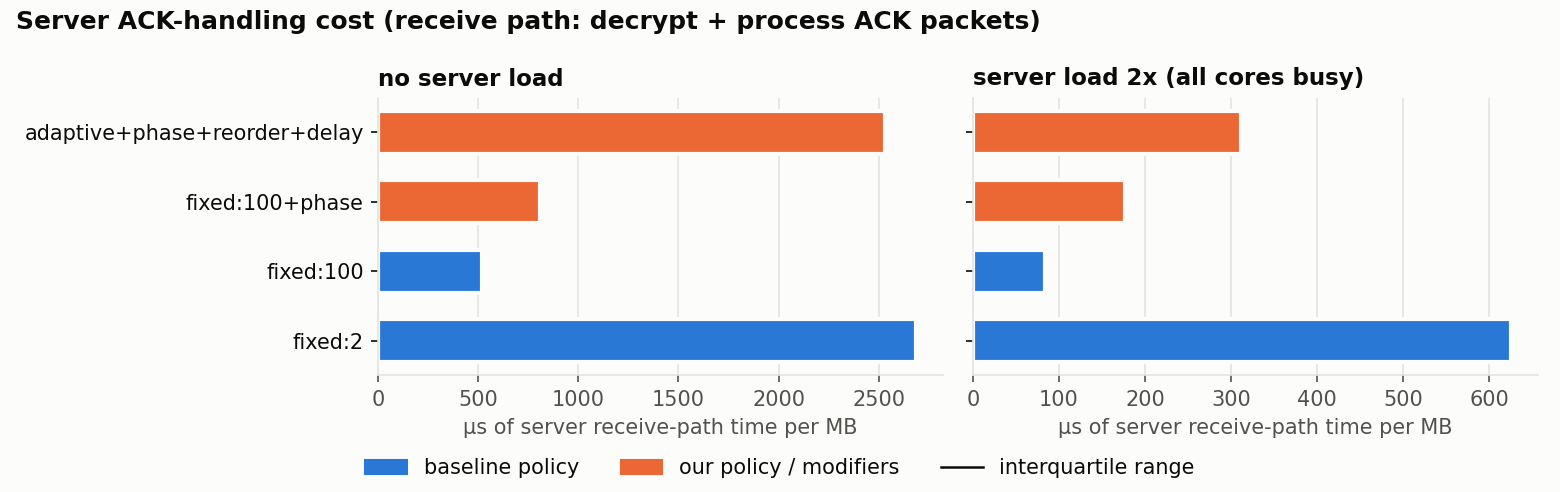 Server ACK-handling cost (receive path: decrypt + process ACK packets)
no server load
server load 2x (all cores busy)
adaptive+phase+reorder+delay
fixed:100+phase
fixed:100
fixed:2
0 500 1000 1500 2000 2500
0 100 200 300 400 500 600
µs of server receive-path time per MB
µs of server receive-path time per MB
baseline policy
our policy / modifiers
interquartile range